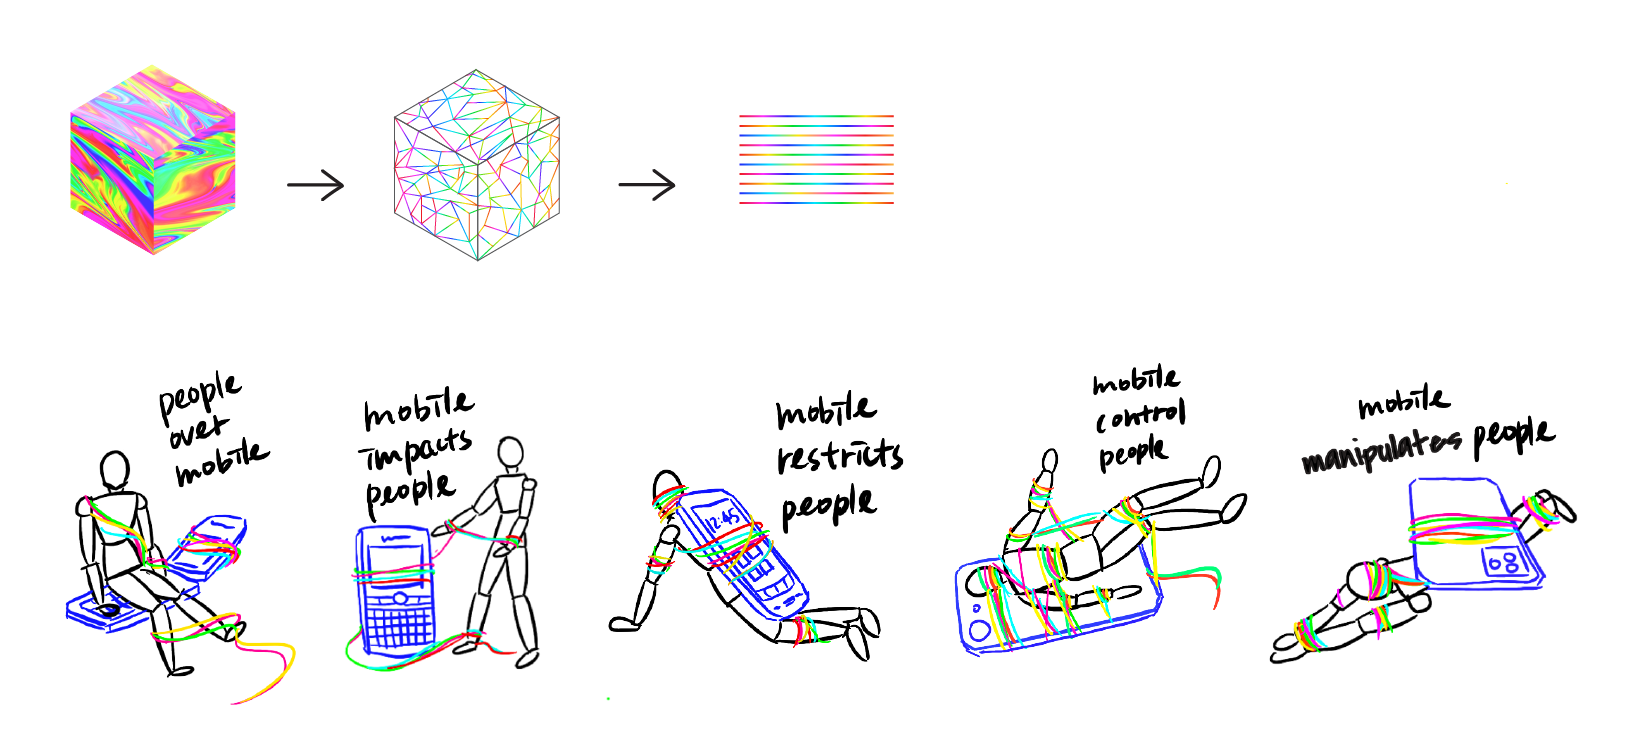 people
over
mobile
mobile
impacts
people
mobile
restricts
people
12:45
mobile
control
people
mobile
manipulates people